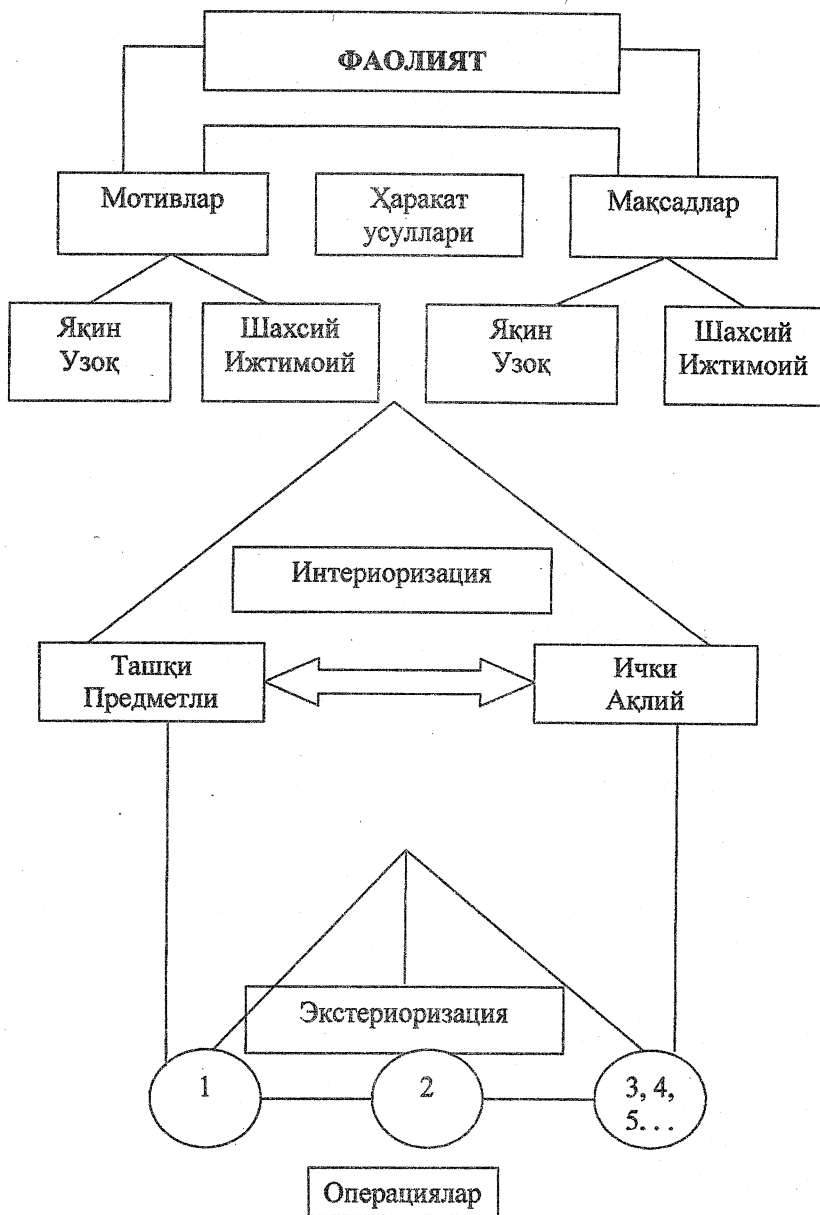 ФАОЛИЯТ
Мотивлар
Ҳаракат
усуллари
Мақсадлар
Яқин
Узоқ
Шахсий
Ижтимоий
Яқин
Узоқ
Шахсий
Ижтимоий
Интериоризация
Ташқи
Предметли
Ички
Ақлий
Экстериоризация
1
2
3, 4,
5. . .
Операциялар